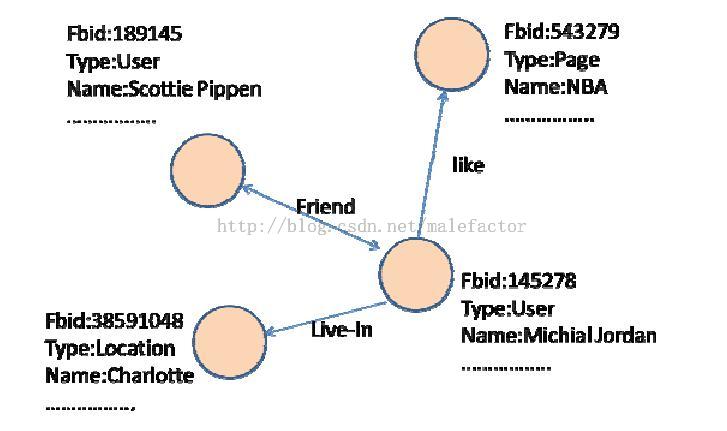 Fbid:189145
Type:User
Name:Scottie Pippen
................
Fbid:543279
Type:Page
Name:NBA
................
like
Friend
http://blog.csdn.net/malefactor
Fbid:145278
Type:User
Name:Michial Jordan
................
Live-In
Fbid:38591048
Type:Location
Name:Charlotte
................